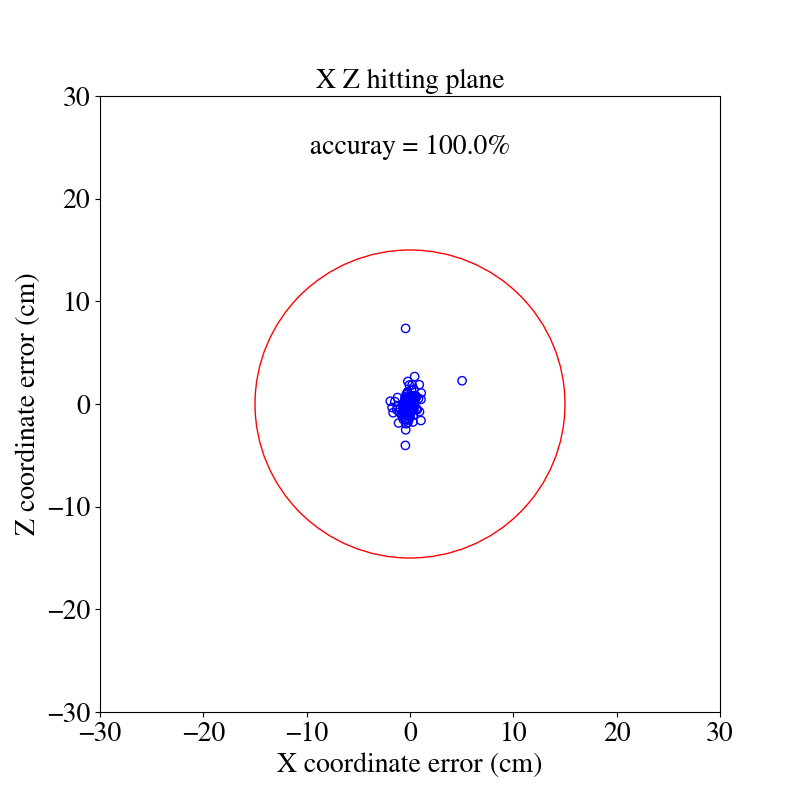 X Z hitting plane
accuray = 100.0%
Z coordinate error (cm)
30
20
10
0
−10
−20
−30
−30 −20 −10 0 10 20 30
X coordinate error (cm)